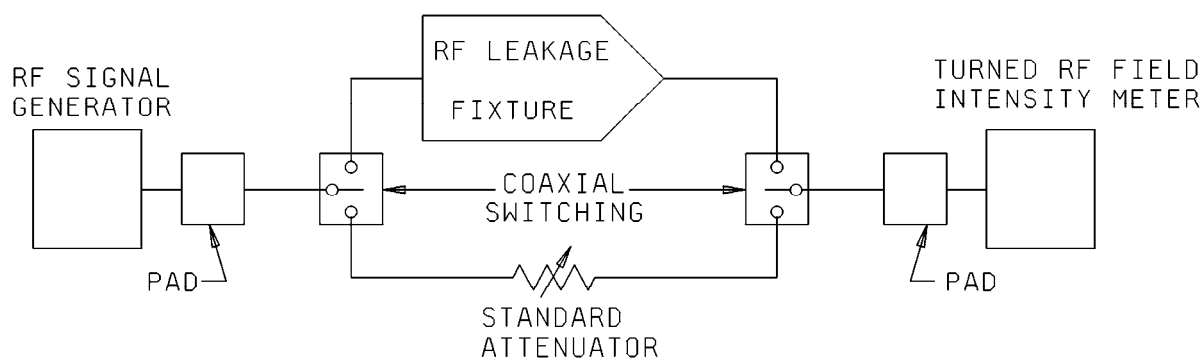 RF LEAKAGE
FIXTURE
RF SIGNAL
GENERATOR
TURNED RF FIELD
INTENSITY METER
COAXIAL
SWITCHING
PAD
PAD
STANDARD
ATTENUATOR